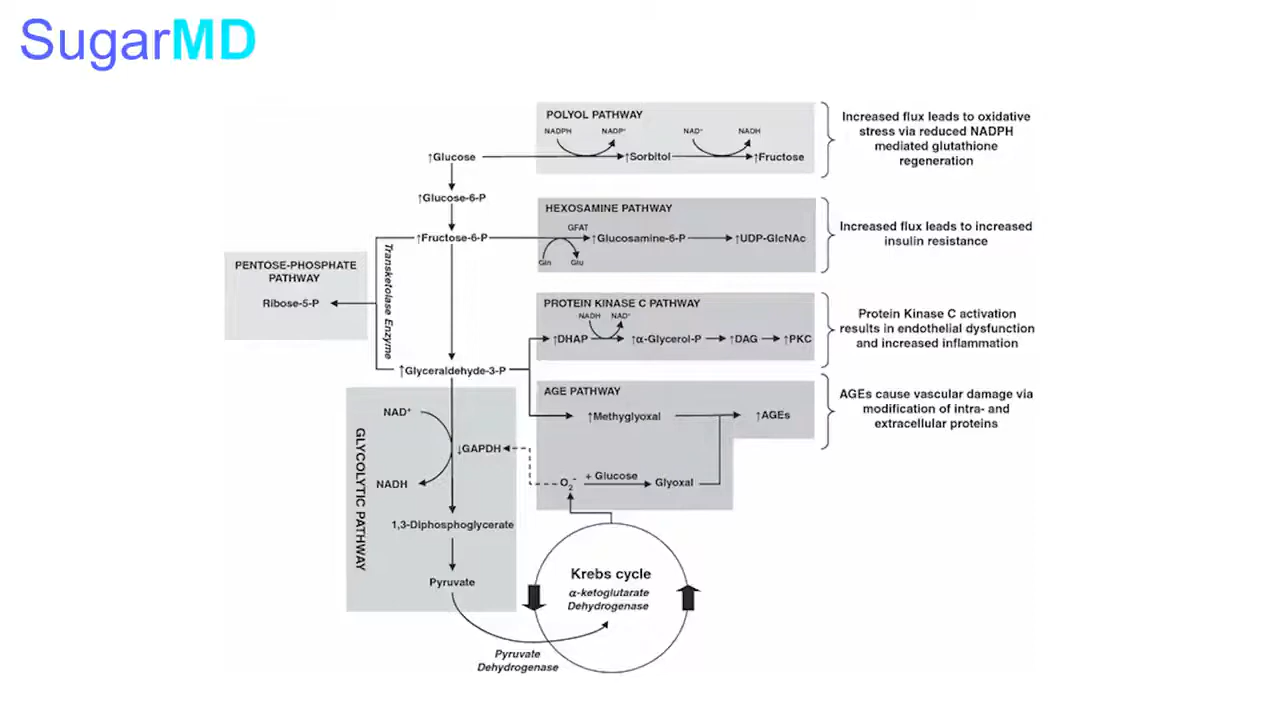 SugarMD
POLYOL PATHWAY
NADPH NADP⁺ NAD⁺ NADH
↑Glucose ↑Sorbitol ↑Fructose
Increased flux leads to oxidative
stress via reduced NADPH
mediated glutathione
regeneration
↑Glucose-6-P
HEXOSAMINE PATHWAY
GFAT
↑Fructose-6-P ↑Glucosamine-6-P ↑UDP-GlcNAc
Gln Glu
Increased flux leads to increased
insulin resistance
PENTOSE-PHOSPHATE
PATHWAY
Ribose-5-P
Transketolase Enzyme
PROTEIN KINASE C PATHWAY
NADH NAD⁺
↑DHAP ↑α-Glycerol-P ↑DAG ↑PKC
Protein Kinase C activation
results in endothelial dysfunction
and increased inflammation
↑Glyceraldehyde-3-P
AGE PATHWAY
↑Methyglyoxal ↑AGEs
AGEs cause vascular damage via
modification of intra- and
extracellular proteins
NAD⁺
↓GAPDH
NADH
O₂⁻ + Glucose Glyoxal
GLYCOLYTIC PATHWAY
1,3-Diphosphoglycerate
Pyruvate
Krebs cycle
α-ketoglutarate
Dehydrogenase
Pyruvate
Dehydrogenase